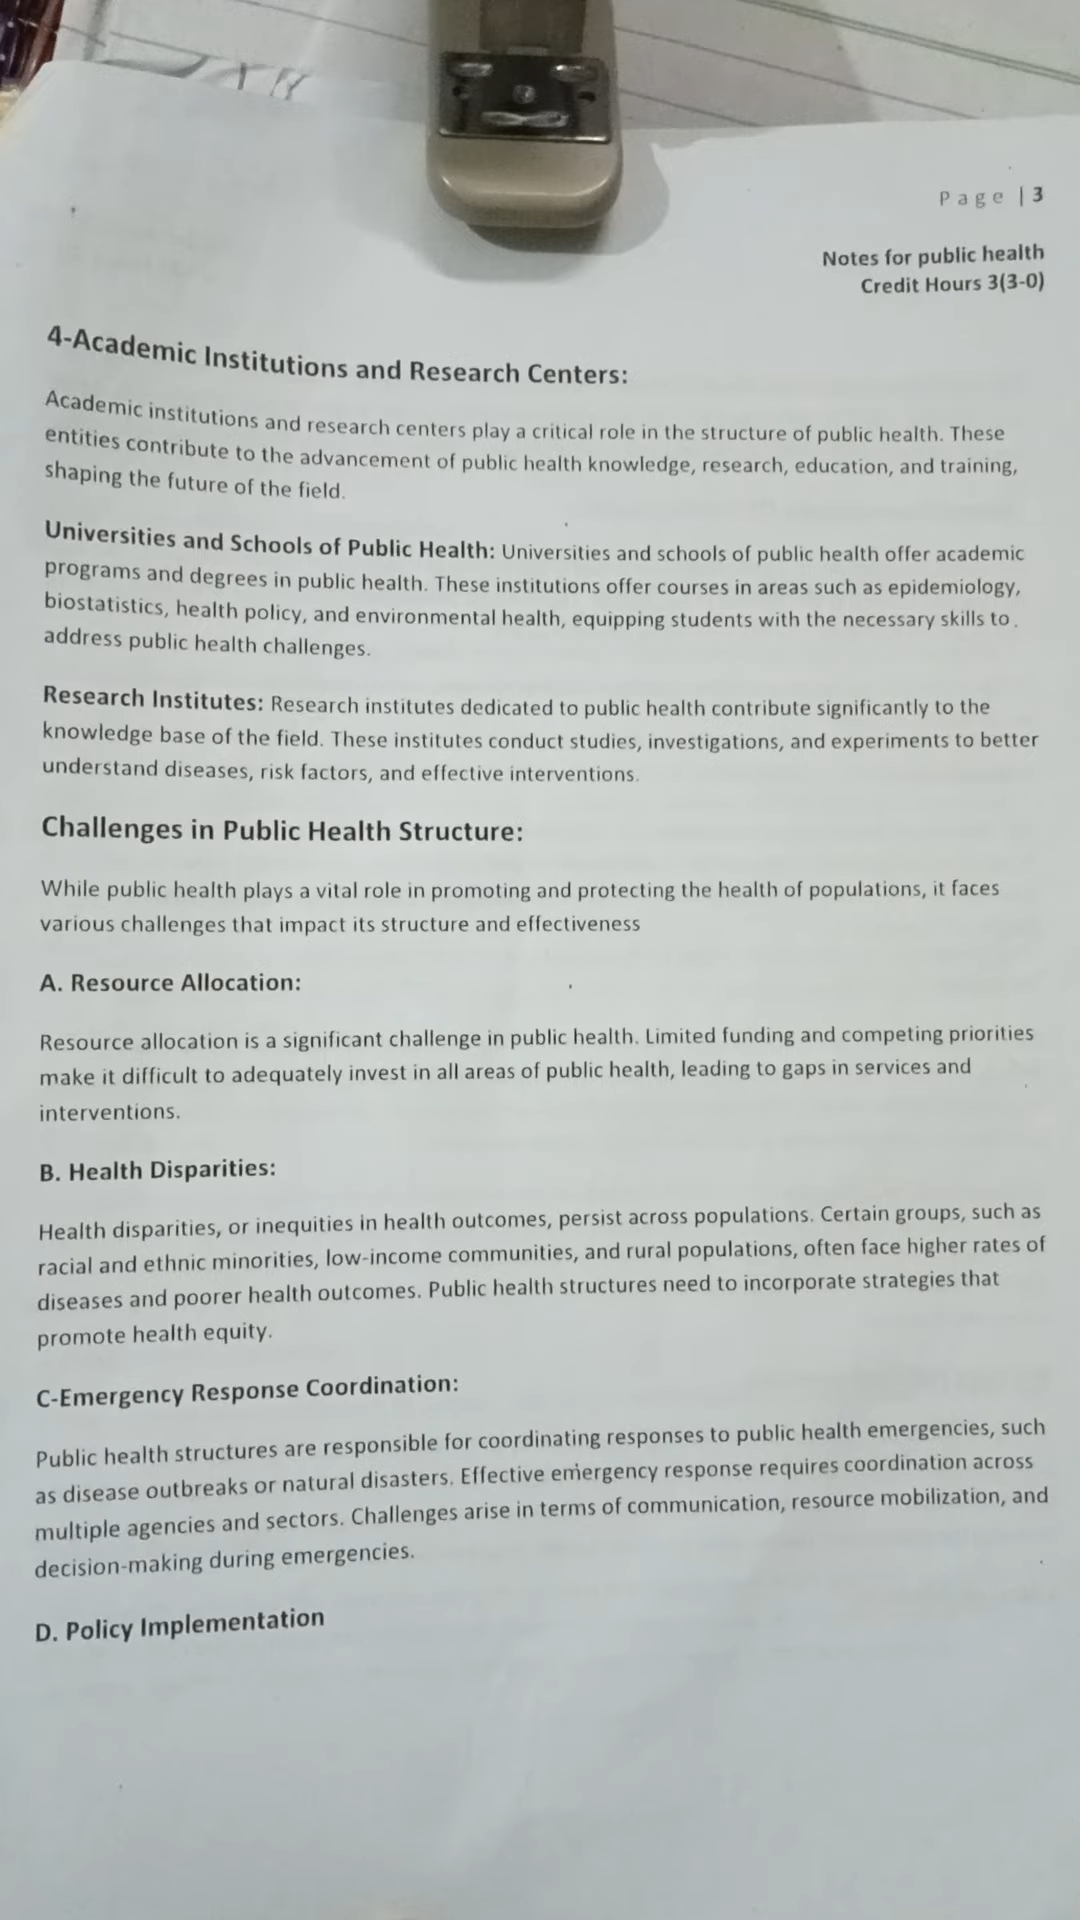 Page | 3
Notes for public health
Credit Hours 3(3-0)
4-Academic Institutions and Research Centers:
Academic institutions and research centers play a critical role in the structure of public health. These
entities contribute to the advancement of public health knowledge, research, education, and training,
shaping the future of the field.
Universities and Schools of Public Health: Universities and schools of public health offer academic
programs and degrees in public health. These institutions offer courses in areas such as epidemiology,
biostatistics, health policy, and environmental health, equipping students with the necessary skills to
address public health challenges.
Research Institutes: Research institutes dedicated to public health contribute significantly to the
knowledge base of the field. These institutes conduct studies, investigations, and experiments to better
understand diseases, risk factors, and effective interventions.
Challenges in Public Health Structure:
While public health plays a vital role in promoting and protecting the health of populations, it faces
various challenges that impact its structure and effectiveness
A. Resource Allocation:
Resource allocation is a significant challenge in public health. Limited funding and competing priorities
make it difficult to adequately invest in all areas of public health, leading to gaps in services and
interventions.
B. Health Disparities:
Health disparities, or inequities in health outcomes, persist across populations. Certain groups, such as
racial and ethnic minorities, low-income communities, and rural populations, often face higher rates of
diseases and poorer health outcomes. Public health structures need to incorporate strategies that
promote health equity.
C-Emergency Response Coordination:
Public health structures are responsible for coordinating responses to public health emergencies, such
as disease outbreaks or natural disasters. Effective emergency response requires coordination across
multiple agencies and sectors. Challenges arise in terms of communication, resource mobilization, and
decision-making during emergencies.
D. Policy Implementation